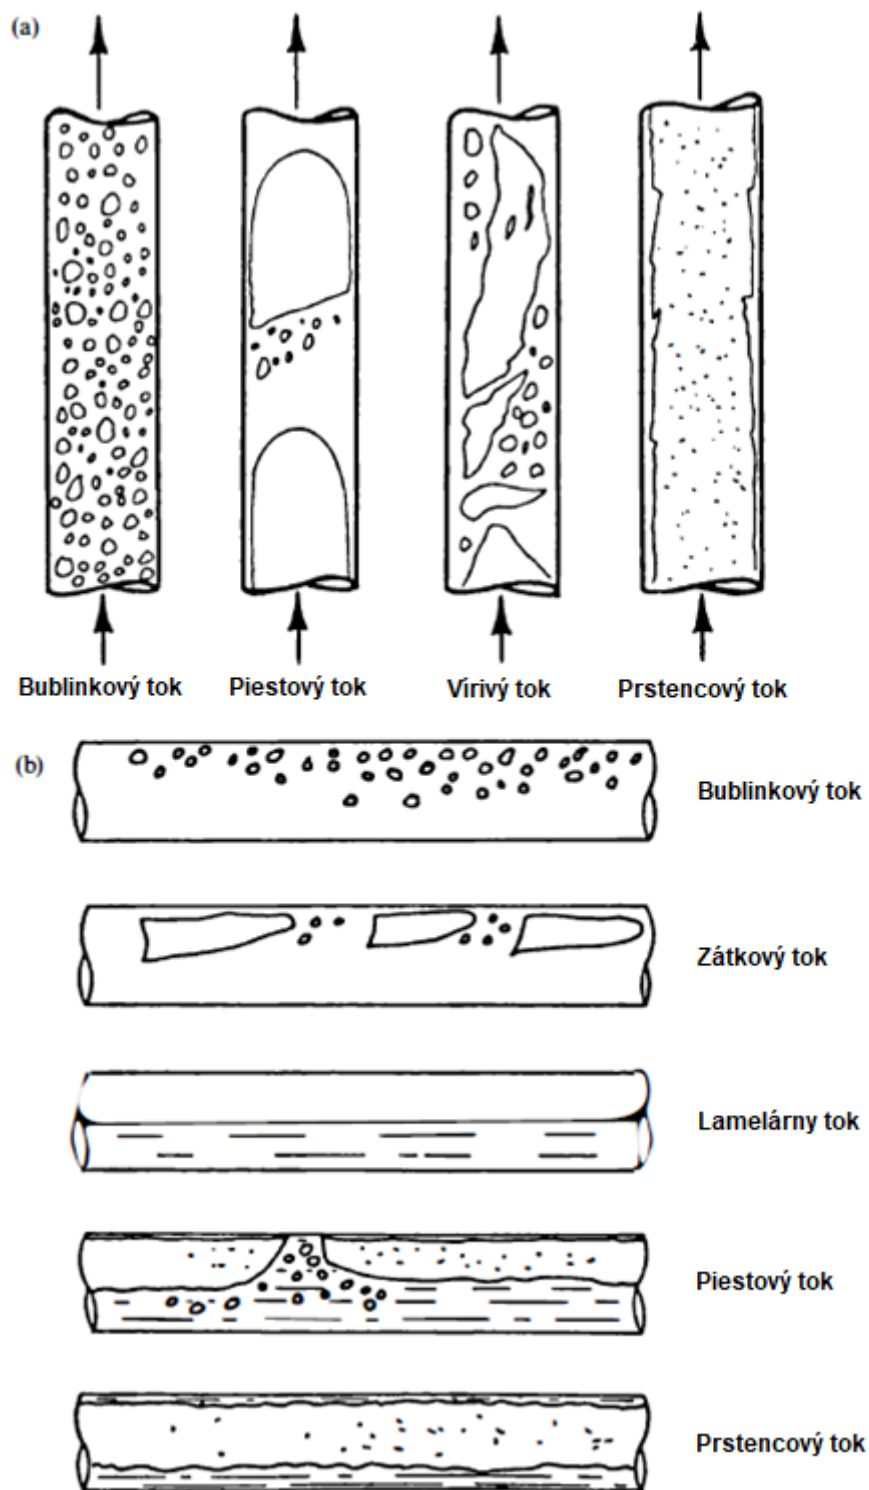 (a)
Bublinkový tok
Piestový tok
Vírivý tok
Prstencový tok
(b)
Bublinkový tok
Zátkový tok
Lamelárny tok
Piestový tok
Prstencový tok